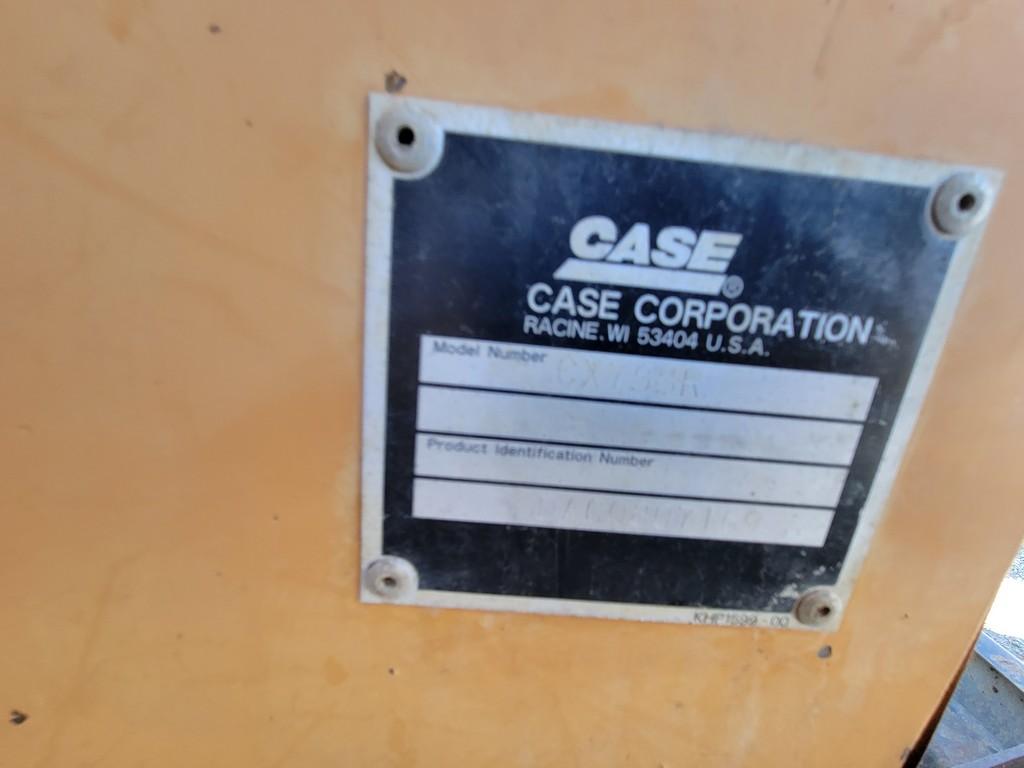 CASE®
CASE CORPORATION
RACINE, WI 53404 U.S.A.
Model Number
Product Identification Number
KHP1599-00